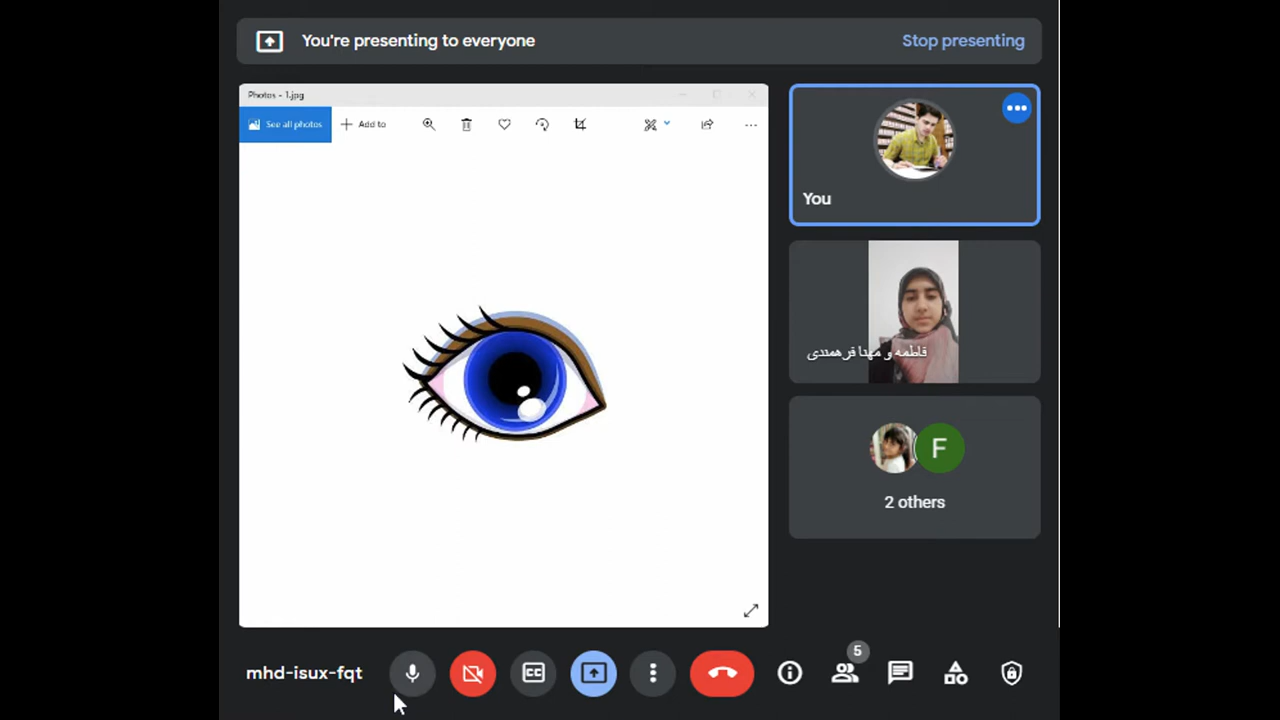 You're presenting to everyone
Stop presenting
Photos - 1.jpg
See all photos
Add to
You
فاطمه و مهدا فرهمندی
F
2 others
mhd-isux-fqt
CC
5